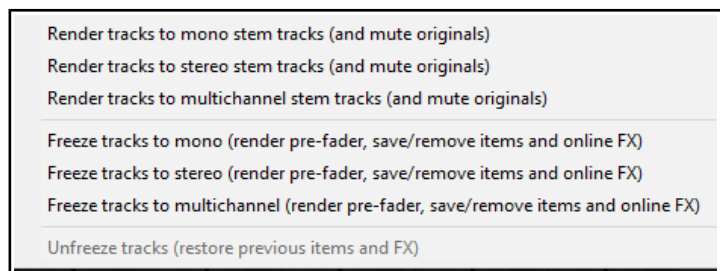 Render tracks to mono stem tracks (and mute originals)
Render tracks to stereo stem tracks (and mute originals)
Render tracks to multichannel stem tracks (and mute originals)
Freeze tracks to mono (render pre-fader, save/remove items and online FX)
Freeze tracks to stereo (render pre-fader, save/remove items and online FX)
Freeze tracks to multichannel (render pre-fader, save/remove items and online FX)
Unfreeze tracks (restore previous items and FX)